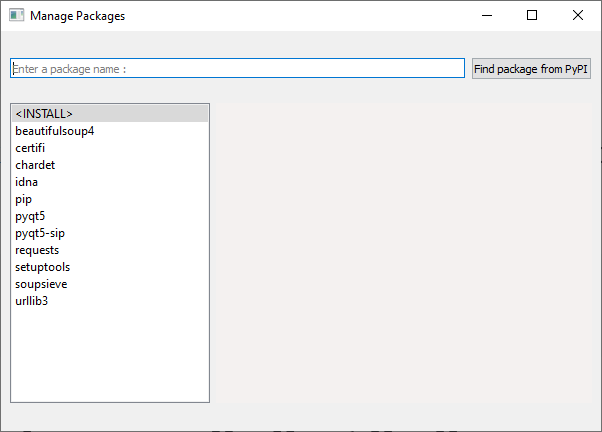 Manage Packages
Enter a package name :
Find package from PyPI
<INSTALL>
beautifulsoup4
certifi
chardet
idna
pip
pyqt5
pyqt5-sip
requests
setuptools
soupsieve
urllib3